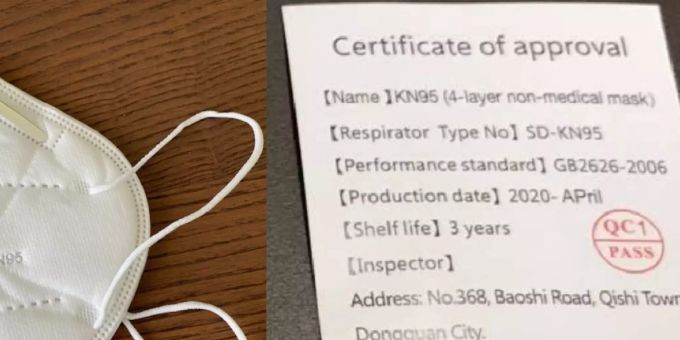 Certificate of approval
【Name】KN95 (4-layer non-medical mask)
【Respirator Type No】SD-KN95
【Performance standard】GB2626-2006
【Production date】2020- APril
【Shelf life】3 years
【Inspector】
QC1
PASS
Address: No.368, Baoshi Road, Qishi Town
Dongguan City.
N95